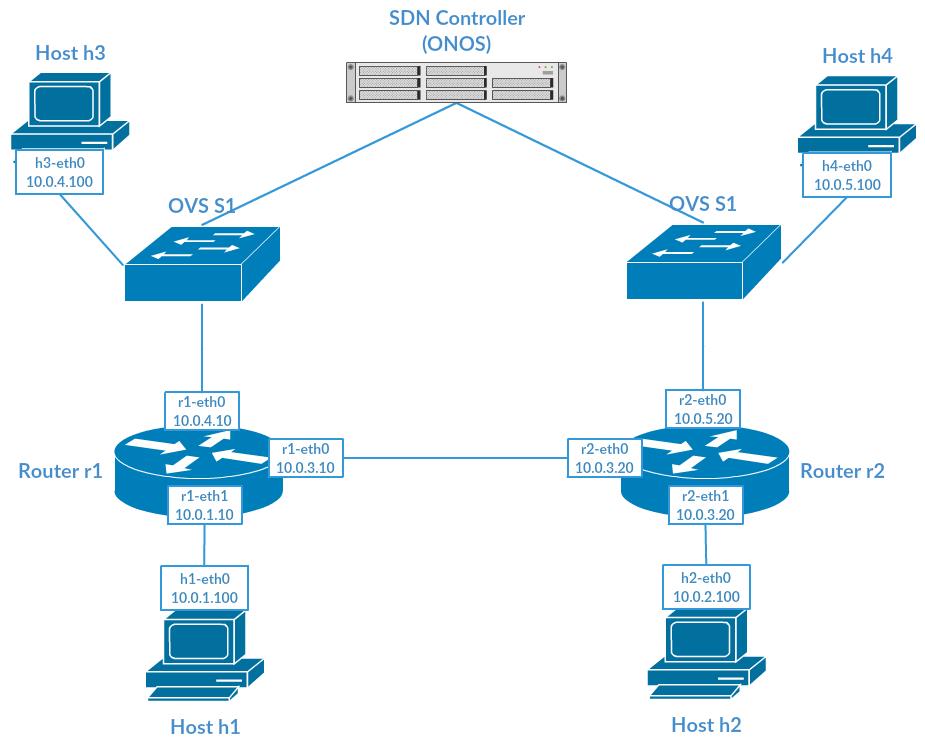 SDN Controller
(ONOS)
Host h3
Host h4
h3-eth0
10.0.4.100
h4-eth0
10.0.5.100
OVS S1
OVS S1
r1-eth0
10.0.4.10
r2-eth0
10.0.5.20
Router r1
r1-eth0
10.0.3.10
r2-eth0
10.0.3.20
Router r2
r1-eth1
10.0.1.10
r2-eth1
10.0.3.20
h1-eth0
10.0.1.100
h2-eth0
10.0.2.100
Host h1
Host h2